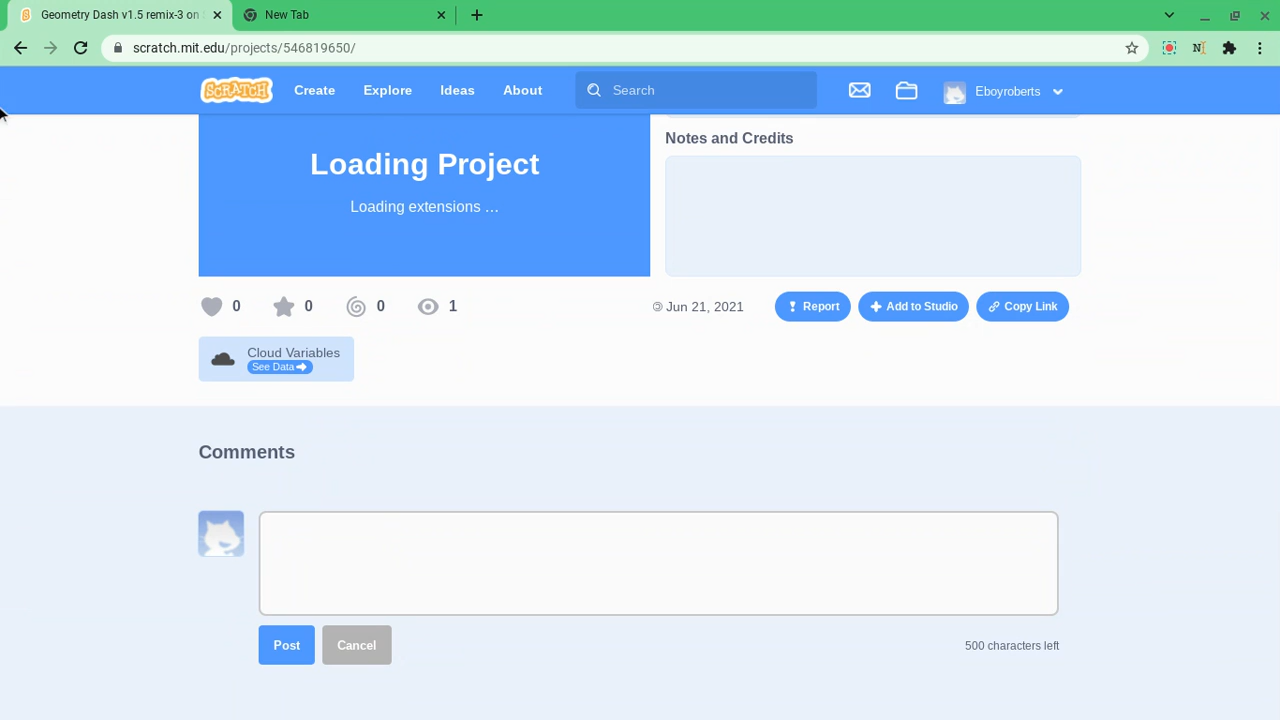 Geometry Dash v1.5 remix-3 on
New Tab
scratch.mit.edu/projects/546819650/
SCRATCH
Create
Explore
Ideas
About
Search
Eboyroberts
Loading Project
Loading extensions …
Notes and Credits
0
0
0
1
Jun 21, 2021
Report
Add to Studio
Copy Link
Cloud Variables
See Data
Comments
Post
Cancel
500 characters left